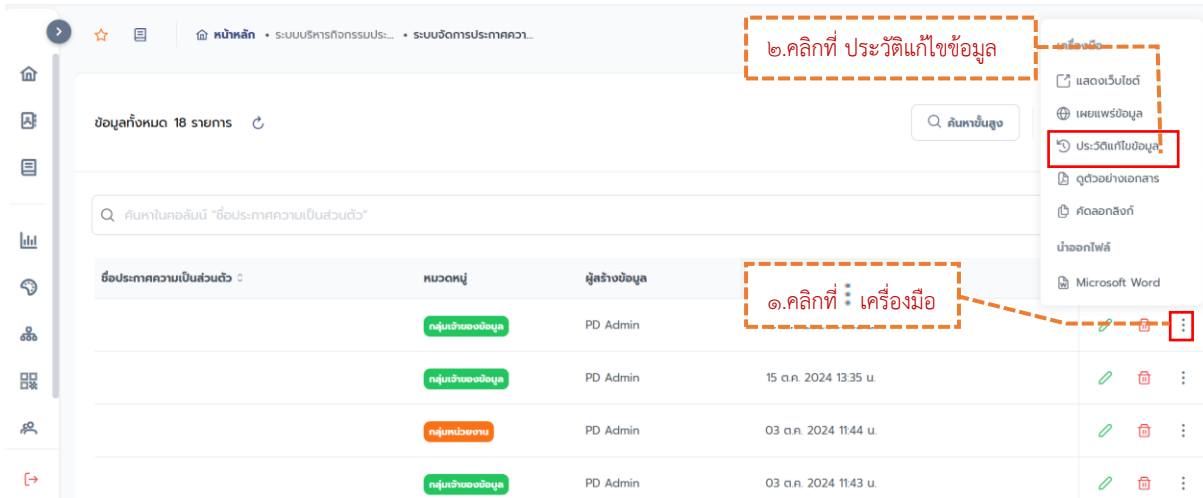 หน้าหลัก • ระบบบริหารกิจกรรมประ... • ระบบจัดการประกาศควา...
๒.คลิกที่ ประวัติแก้ไขข้อมูล
เครื่องมือ
แสดงเว็บไซต์
เผยแพร่ข้อมูล
ประวัติแก้ไขข้อมูล
ดูตัวอย่างเอกสาร
คัดลอกลิงก์
นำออกไฟล์
Microsoft Word
ข้อมูลทั้งหมด 18 รายการ
ค้นหาขั้นสูง
ค้นหาในคอลัมน์ "ชื่อประกาศความเป็นส่วนตัว"
ชื่อประกาศความเป็นส่วนตัว หมวดหมู่ ผู้สร้างข้อมูล
๑.คลิกที่ ⋮ เครื่องมือ
กลุ่มเจ้าของข้อมูล PD Admin
กลุ่มเจ้าของข้อมูล PD Admin 15 ต.ค. 2024 13:35 น.
กลุ่มหน่วยงาน PD Admin 03 ต.ค. 2024 11:44 น.
กลุ่มเจ้าของข้อมูล PD Admin 03 ต.ค. 2024 11:43 น.